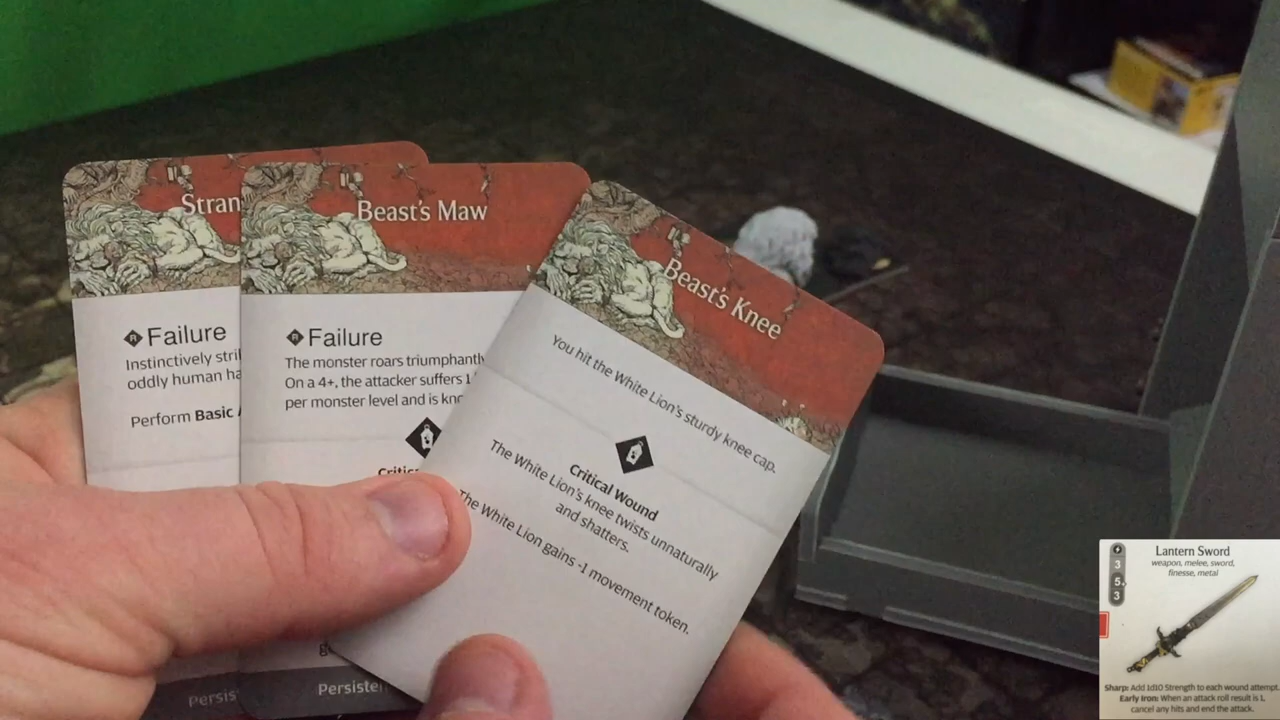 Stran
Failure
Instinctively stri
oddly human ha
Perform Basic
Persis
Beast's Maw
Failure
The monster roars triumphantly
On a 4+, the attacker suffers 1
per monster level and is kno
Critic
Persiste
Beast's Knee
You hit the White Lion's sturdy knee cap.
Critical Wound
The White Lion's knee twists unnaturally
and shatters.
The White Lion gains -1 movement token.
Lantern Sword
weapon, melee, sword,
finesse, metal
3
5
3
Sharp: Add 1d10 Strength to each wound attempt.
Early Iron: When an attack roll result is 1,
cancel any hits and end the attack.